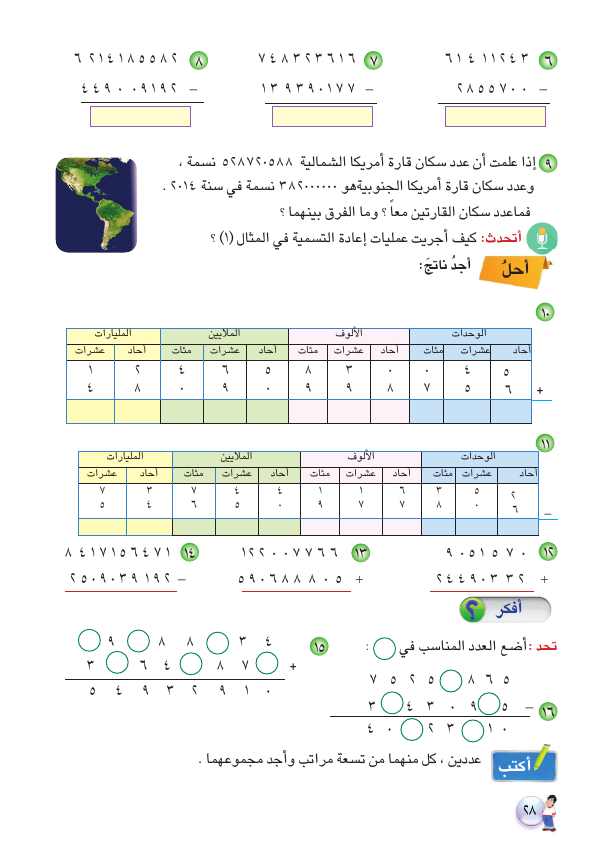 ٦ ٦١٤١١٢٤٣ ٧ ٧٤٨٣٢٣٦١٦ ٨ ٦٢١٤١٨٥٥٨٢
− ٢٨٥٥٧٠٠ − ١٣٩٣٩٠١٧٧ − ٤٤٩٠٠٩١٩٢
٩ إذا علمت أن عدد سكان قارة أمريكا الشمالية ٥٢٨٧٢٠٥٨٨ نسمة ،
وعدد سكان قارة أمريكا الجنوبيةهو ٣٨٢٠٠٠٠٠٠ نسمة في سنة ٢٠١٤ .
فماعدد سكان القارتين معاً ؟ وما الفرق بينهما ؟
أتحدث: كيف أجريت عمليات إعادة التسمية في المثال (١) ؟
أحلُ أجدُ ناتجَ:
١٠
الوحدات الألوف الملايين المليارات
آحاد عشرات مئات آحاد عشرات مئات آحاد عشرات مئات آحاد عشرات
٥ ٤ ٠ ٠ ٣ ٨ ٥ ٦ ٤ ٢ ١
+ ٦ ٥ ٧ ٨ ٩ ٩ ٠ ٩ ٠ ٨ ٤
١١
الوحدات الألوف الملايين المليارات
آحاد عشرات مئات آحاد عشرات مئات آحاد عشرات مئات آحاد عشرات
٢ ٥ ٣ ٦ ١ ١ ٤ ٤ ٧ ٣ ٧
− ٦ ٠ ٨ ٧ ٧ ٩ ٠ ٥ ٦ ٤ ٥
١٢ ٩٠٥١٥٧٠ ١٣ ١٢٢٠٠٧٧٦٦ ١٤ ٨٤١٧١٥٦٤٧١
+ ٢٤٤٩٠٣٣٢ + ٥٩٠٦٨٨٨٠٥ − ٢٥٠٩٠٣٩١٩٢
أفكر ؟
تحد : أضع العدد المناسب في ◯ :
١٥ ◯ ٩ ◯ ٨ ٨ ◯ ٣ ٤
+ ٣ ◯ ٦ ٤ ◯ ٨ ٧ ◯
٥ ٤ ٩ ٣ ٢ ٩ ١ ٠
١٦ ٧ ٥ ٢ ٥ ◯ ٨ ٦ ٥
− ٣ ◯ ٤ ٣ ٠ ٩ ◯ ٥
٤ ٠ ◯ ٢ ٣ ◯ ١ ٠
أكتب عددين ، كل منهما من تسعة مراتب وأجد مجموعهما .
٢٨